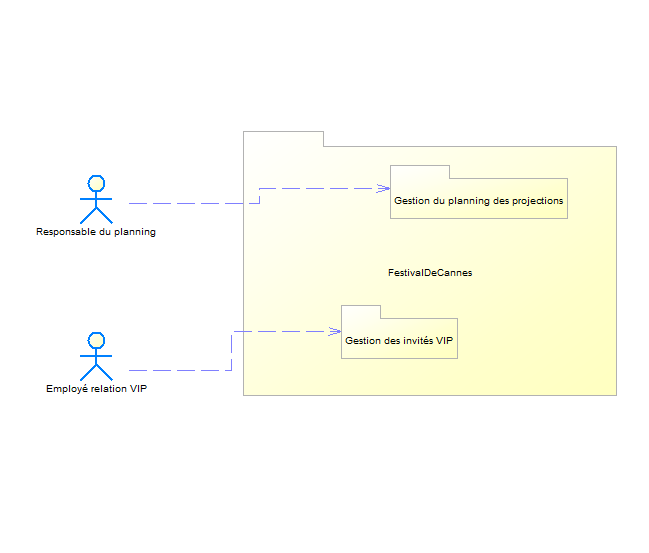 Gestion du planning des projections
Responsable du planning
FestivalDeCannes
Gestion des invités VIP
Employé relation VIP